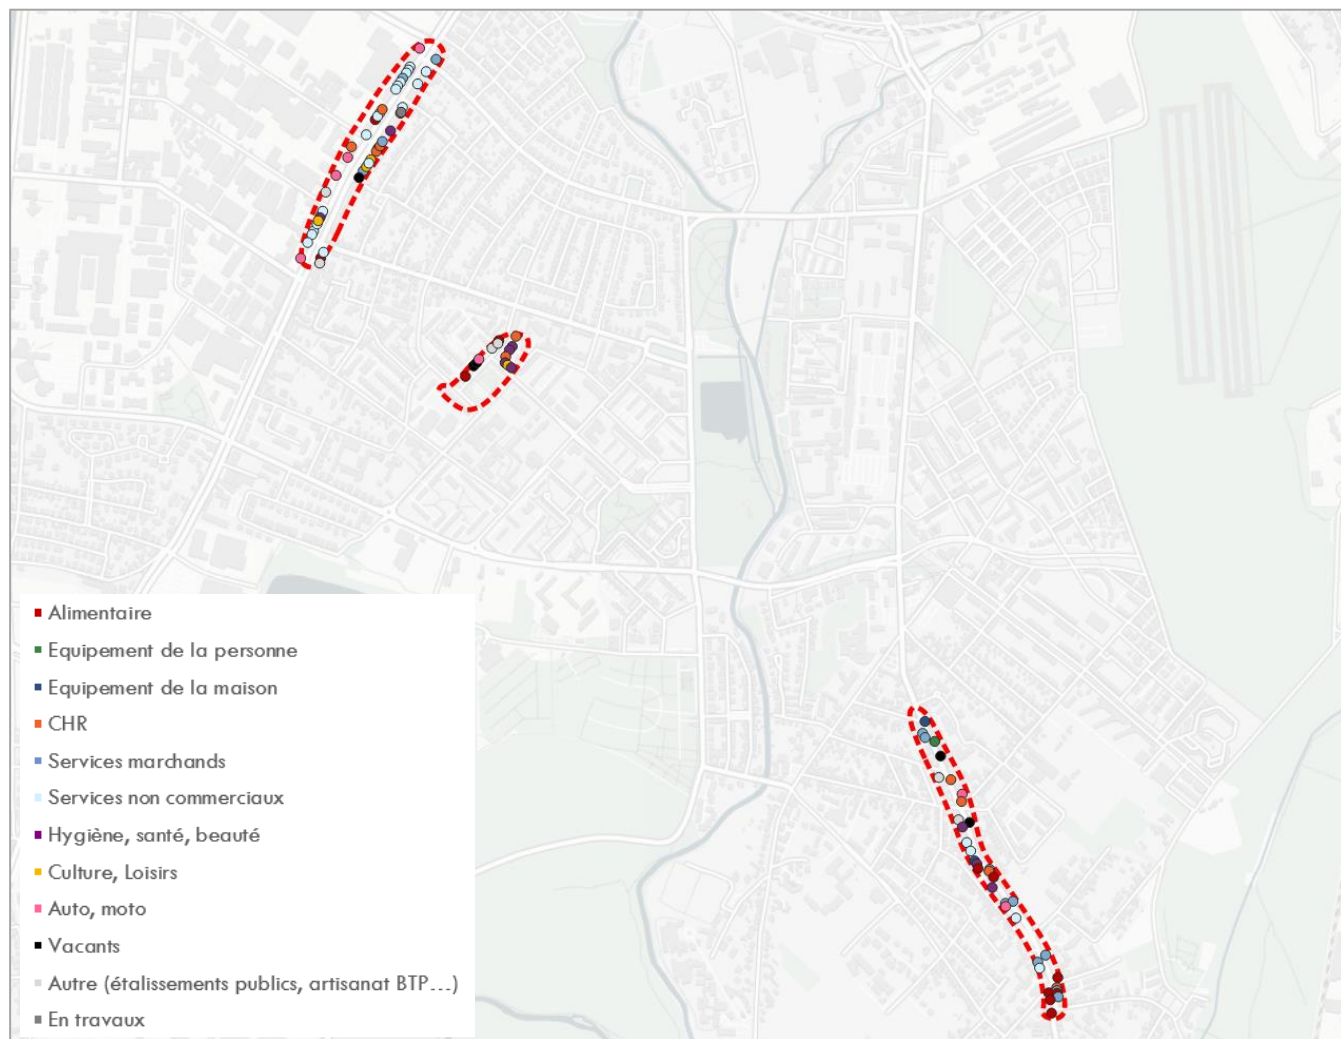 Alimentaire
Equipement de la personne
Equipement de la maison
CHR
Services marchands
Services non commerciaux
Hygiène, santé, beauté
Culture, Loisirs
Auto, moto
Vacants
Autre (étalissements publics, artisanat BTP...)
En travaux